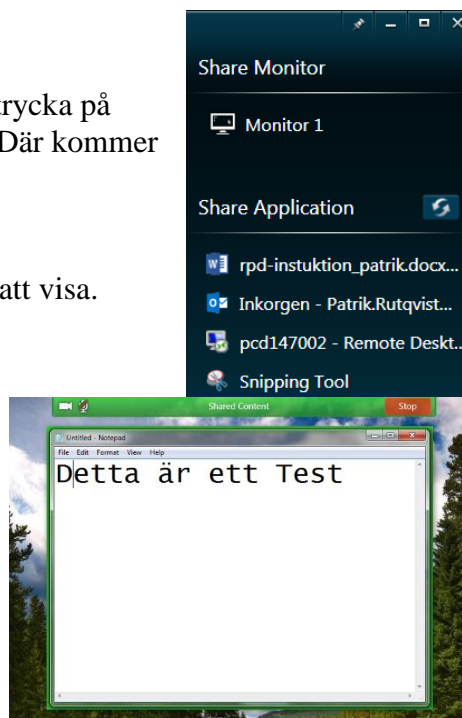 trycka på
Där kommer
att visa.
Share Monitor
Monitor 1
Share Application
rpd-instuktion_patrik.docx...
Inkorgen - Patrik.Rutqvist...
pcd147002 - Remote Deskt...
Snipping Tool
Shared Content
Stop
Untitled - Notepad
File Edit Format View Help
Detta är ett Test